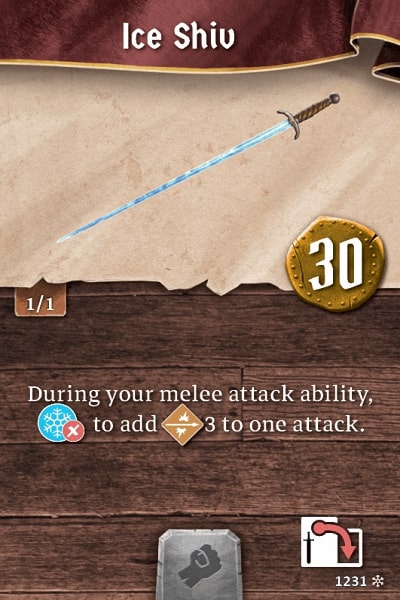 Ice Shiv
30
1/1
During your melee attack ability,
to add 3 to one attack.
1231